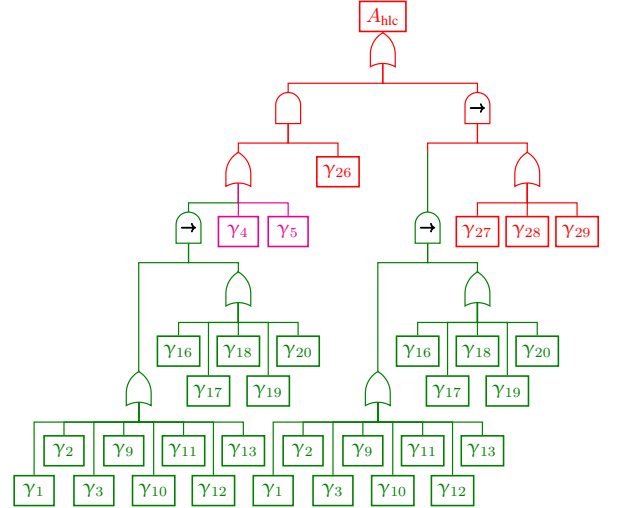 A_hlc
→
γ₂₆
→ →
γ₄ γ₅ γ₂₇ γ₂₈ γ₂₉
γ₁₆ γ₁₈ γ₂₀ γ₁₆ γ₁₈ γ₂₀
γ₁₇ γ₁₉ γ₁₇ γ₁₉
γ₂ γ₉ γ₁₁ γ₁₃ γ₂ γ₉ γ₁₁ γ₁₃
γ₁ γ₃ γ₁₀ γ₁₂ γ₁ γ₃ γ₁₀ γ₁₂